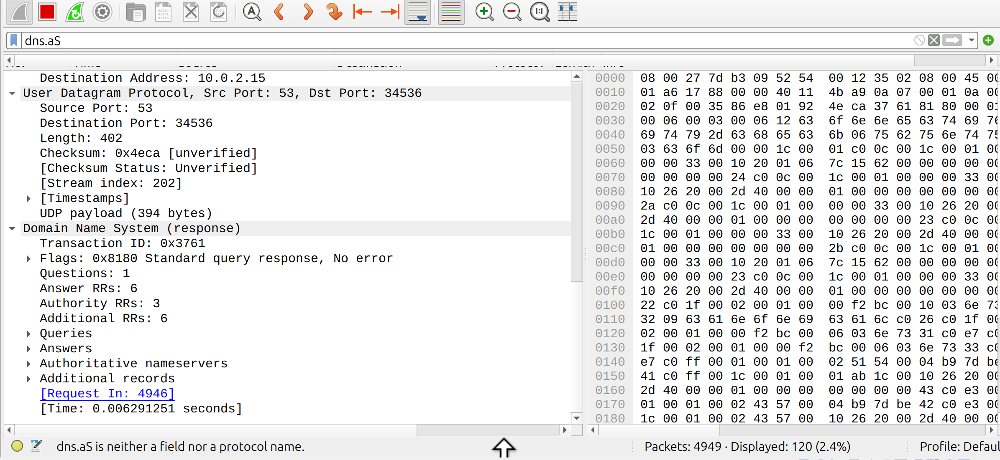 dns.aS
Destination Address: 10.0.2.15
User Datagram Protocol, Src Port: 53, Dst Port: 34536
Source Port: 53
Destination Port: 34536
Length: 402
Checksum: 0x4eca [unverified]
[Checksum Status: Unverified]
[Stream index: 202]
[Timestamps]
UDP payload (394 bytes)
Domain Name System (response)
Transaction ID: 0x3761
Flags: 0x8180 Standard query response, No error
Questions: 1
Answer RRs: 6
Authority RRs: 3
Additional RRs: 6
Queries
Answers
Authoritative nameservers
Additional records
[Request In: 4946]
[Time: 0.006291251 seconds]
0000 08 00 27 7d b3 09 52 54 00 12 35 02 08 00 45
0010 01 a6 17 88 00 00 40 11 4b a9 0a 07 00 01 0a
0020 02 0f 00 35 86 e8 01 92 4e ca 37 61 81 80 00
0030 00 06 00 03 00 06 12 63 6f 6e 6e 65 63 74 69
0040 69 74 79 2d 63 68 65 63 6b 06 75 62 75 6e 74
0050 03 63 6f 6d 00 00 1c 00 01 c0 0c 00 1c 00 01
0060 00 00 33 00 10 20 01 06 7c 15 62 00 00 00 00
0070 00 00 00 00 24 c0 0c 00 1c 00 01 00 00 00 33
0080 10 26 20 00 2d 40 00 00 01 00 00 00 00 00 00
0090 2a c0 0c 00 1c 00 01 00 00 00 33 00 10 26 20
00a0 2d 40 00 00 01 00 00 00 00 00 00 00 23 c0 0c
00b0 1c 00 01 00 00 00 33 00 10 26 20 00 2d 40 00
00c0 01 00 00 00 00 00 00 00 2b c0 0c 00 1c 00 01
00d0 00 00 33 00 10 20 01 06 7c 15 62 00 00 00 00
00e0 00 00 00 00 23 c0 0c 00 1c 00 01 00 00 00 33
00f0 10 26 20 00 2d 40 00 00 01 00 00 00 00 00 00
0100 22 c0 1f 00 02 00 01 00 00 f2 bc 00 10 03 6e
0110 32 09 63 61 6e 6f 6e 69 63 61 6c c0 26 c0 1f
0120 02 00 01 00 00 f2 bc 00 06 03 6e 73 31 c0 e7
0130 1f 00 02 00 01 00 00 f2 bc 00 06 03 6e 73 33
0140 e7 c0 ff 00 01 00 01 00 02 51 54 00 04 b9 7d
0150 41 c0 ff 00 1c 00 01 00 01 ab 1c 00 10 26 20
0160 2d 40 00 00 01 00 00 00 00 00 00 00 43 c0 e3
0170 01 00 01 00 02 43 57 00 04 b9 7d be 42 c0 e3
0180 1c 00 01 00 02 43 57 00 10 26 20 00 2d 40 00
dns.aS is neither a field nor a protocol name.
Packets: 4949 · Displayed: 120 (2.4%)
Profile: Defaul